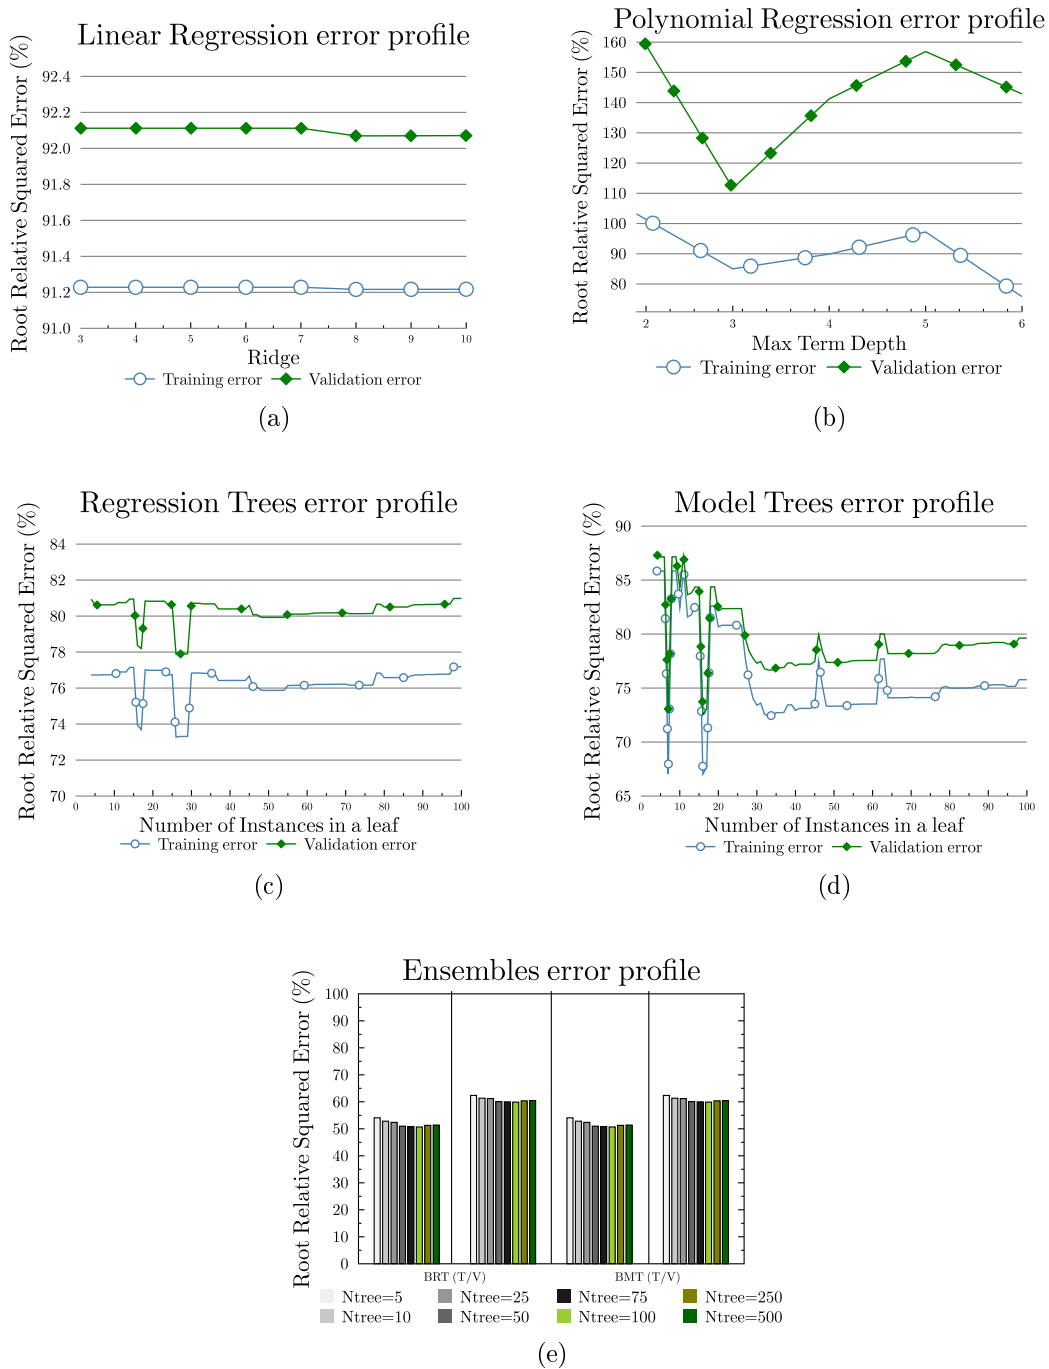 Linear Regression error profile
Root Relative Squared Error (%)
92.4
92.2
92.0
91.8
91.6
91.4
91.2
91.0
3 4 5 6 7 8 9 10
Ridge
Training error Validation error
(a)
Polynomial Regression error profile
Root Relative Squared Error (%)
160
150
140
130
120
110
100
90
80
2 3 4 5 6
Max Term Depth
Training error Validation error
(b)
Regression Trees error profile
Root Relative Squared Error (%)
84
82
80
78
76
74
72
70
0 10 20 30 40 50 60 70 80 90 100
Number of Instances in a leaf
Training error Validation error
(c)
Model Trees error profile
Root Relative Squared Error (%)
90
85
80
75
70
65
0 10 20 30 40 50 60 70 80 90 100
Number of Instances in a leaf
Training error Validation error
(d)
Ensembles error profile
Root Relative Squared Error (%)
100
90
80
70
60
50
40
30
20
10
0
BRT (T/V) BMT (T/V)
Ntree=5 Ntree=25 Ntree=75 Ntree=250
Ntree=10 Ntree=50 Ntree=100 Ntree=500
(e)